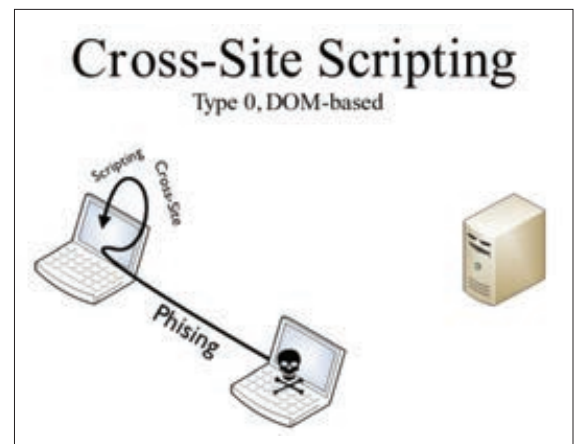 Cross-Site Scripting
Type 0, DOM-based
Scripting
Cross-Site
Phising